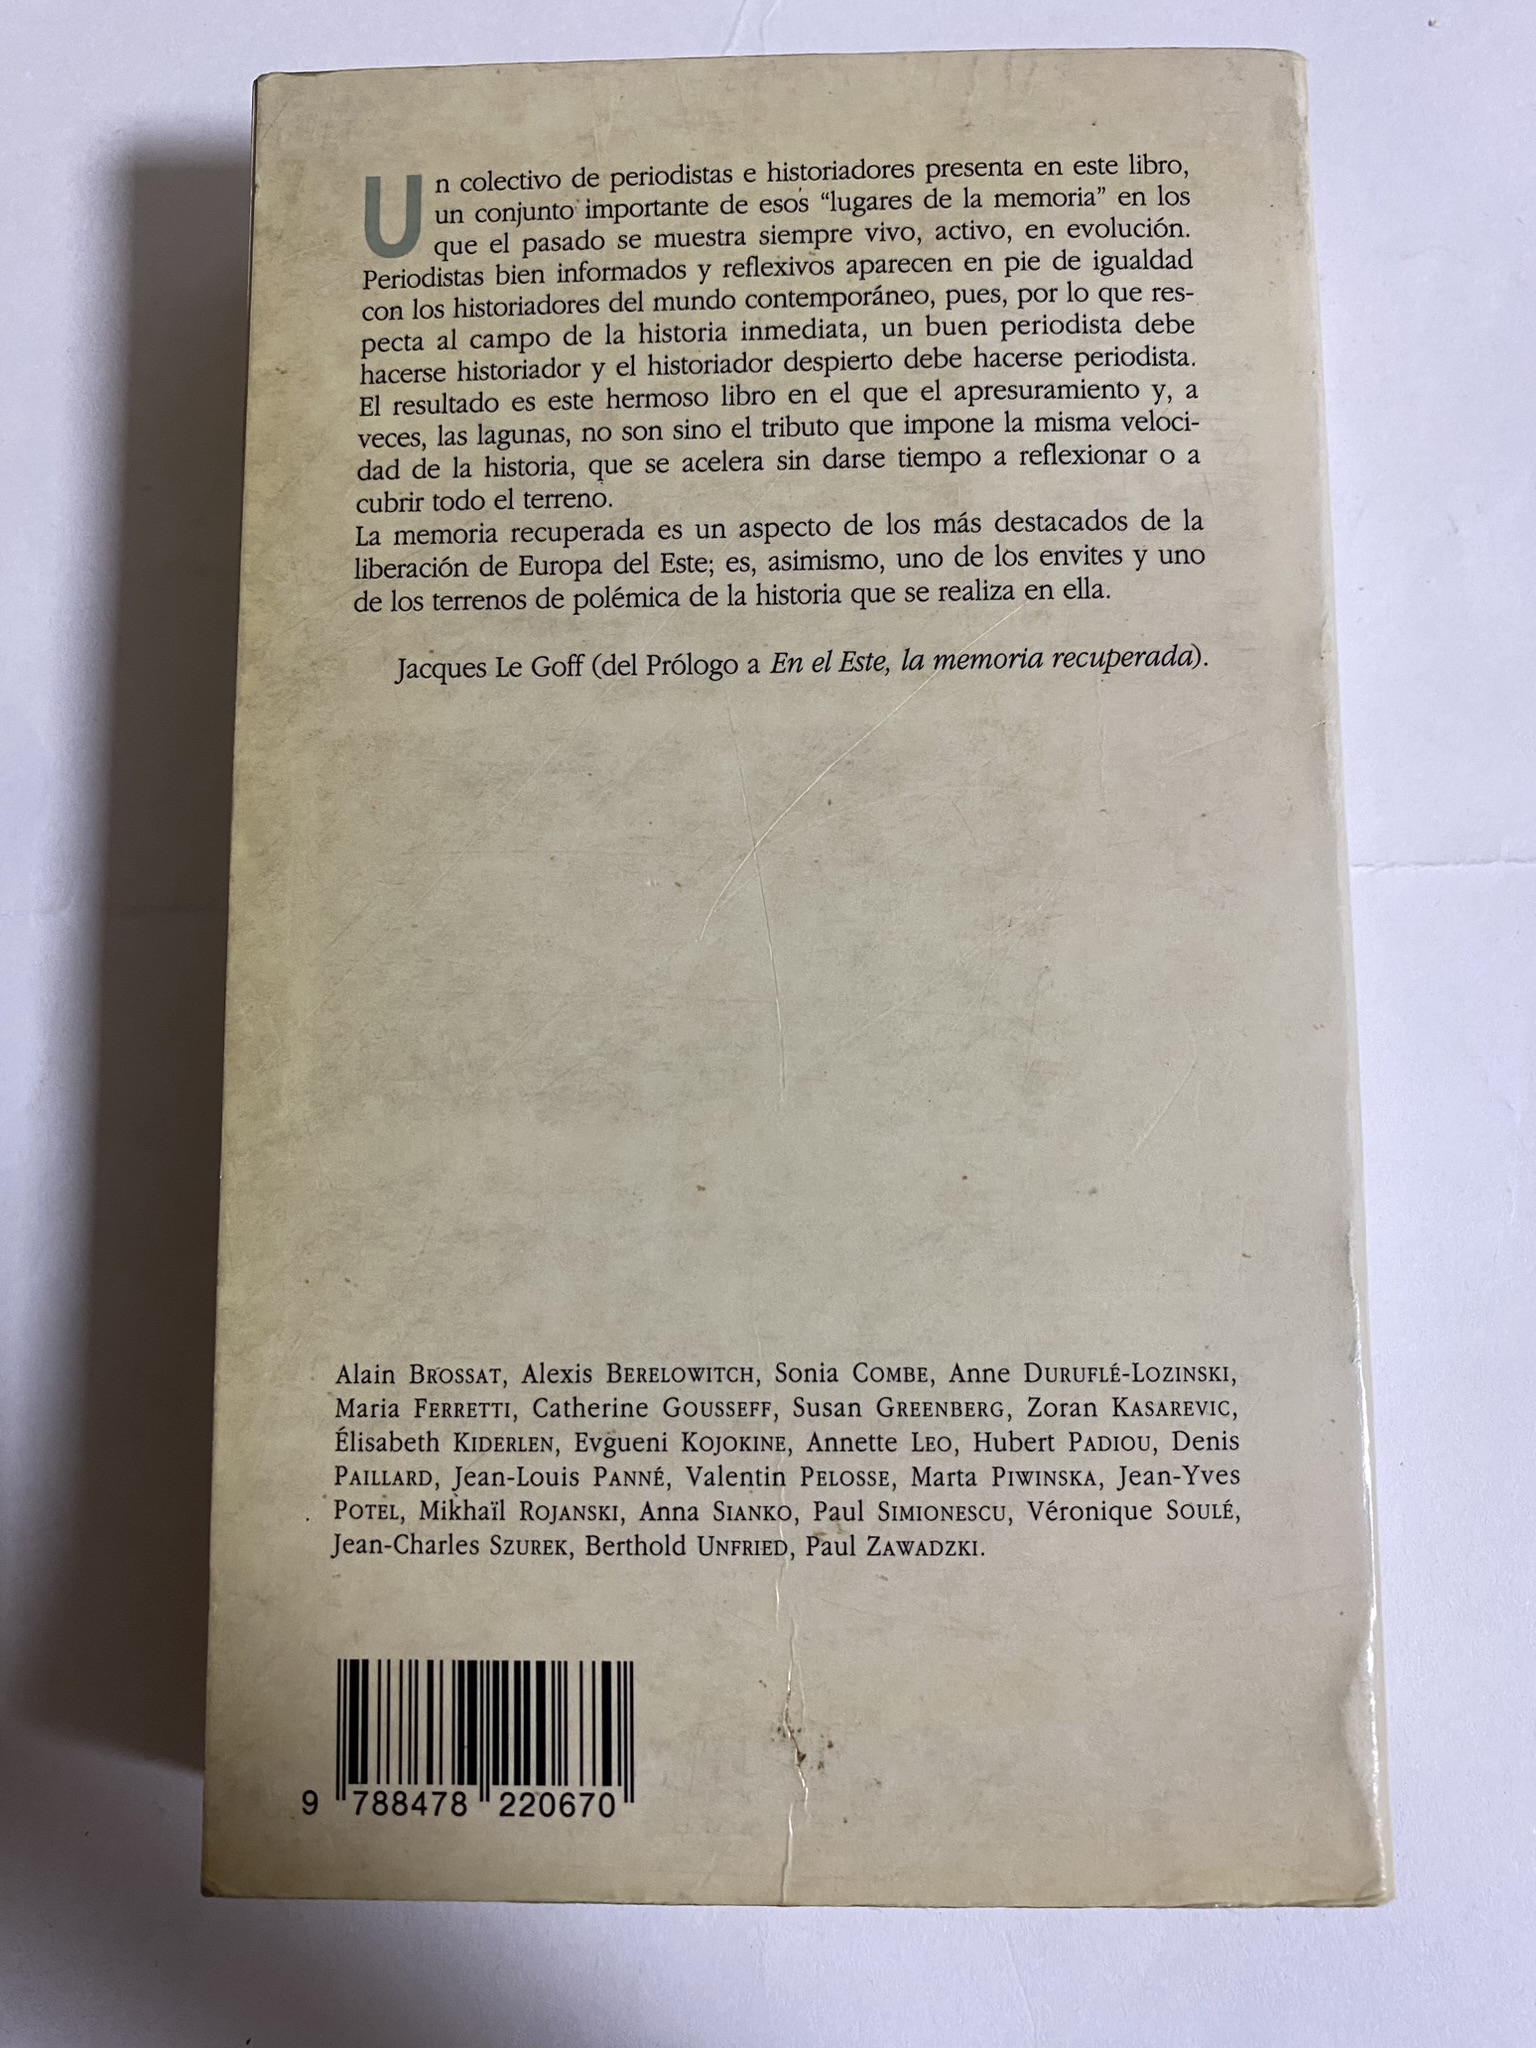 Un colectivo de periodistas e historiadores presenta en este libro,
un conjunto importante de esos “lugares de la memoria” en los
que el pasado se muestra siempre vivo, activo, en evolución.
Periodistas bien informados y reflexivos aparecen en pie de igualdad
con los historiadores del mundo contemporáneo, pues, por lo que res-
pecta al campo de la historia inmediata, un buen periodista debe
hacerse historiador y el historiador despierto debe hacerse periodista.
El resultado es este hermoso libro en el que el apresuramiento y, a
veces, las lagunas, no son sino el tributo que impone la misma veloci-
dad de la historia, que se acelera sin darse tiempo a reflexionar o a
cubrir todo el terreno.
La memoria recuperada es un aspecto de los más destacados de la
liberación de Europa del Este; es, asimismo, uno de los envites y uno
de los terrenos de polémica de la historia que se realiza en ella.
Jacques Le Goff (del Prólogo a En el Este, la memoria recuperada).
Alain BROSSAT, Alexis BERELOWITCH, Sonia COMBE, Anne DURUFLÉ-LOZINSKI,
Maria FERRETTI, Catherine GOUSSEFF, Susan GREENBERG, Zoran KASAREVIC,
Élisabeth KIDERLEN, Evgueni KOJOKINE, Annette LEO, Hubert PADIOU, Denis
PAILLARD, Jean-Louis PANNÉ, Valentin PELOSSE, Marta PIWINSKA, Jean-Yves
POTEL, Mikhaïl ROJANSKI, Anna SIANKO, Paul SIMIONESCU, Véronique SOULÉ,
Jean-Charles SZUREK, Berthold UNFRIED, Paul ZAWADZKI.
9 788478 220670